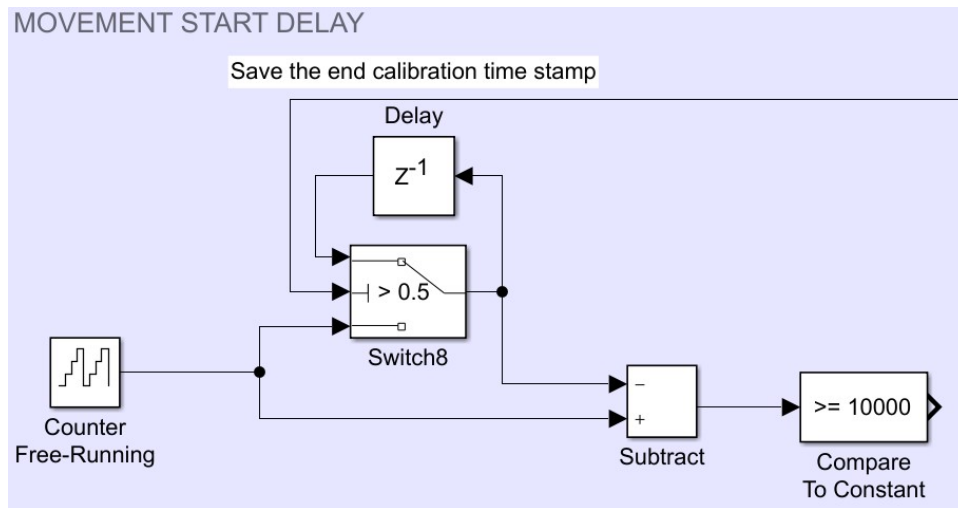 MOVEMENT START DELAY
Save the end calibration time stamp
Delay
Z-1
> 0.5
Switch8
Counter
Free-Running
−
+
Subtract
>= 10000
Compare
To Constant